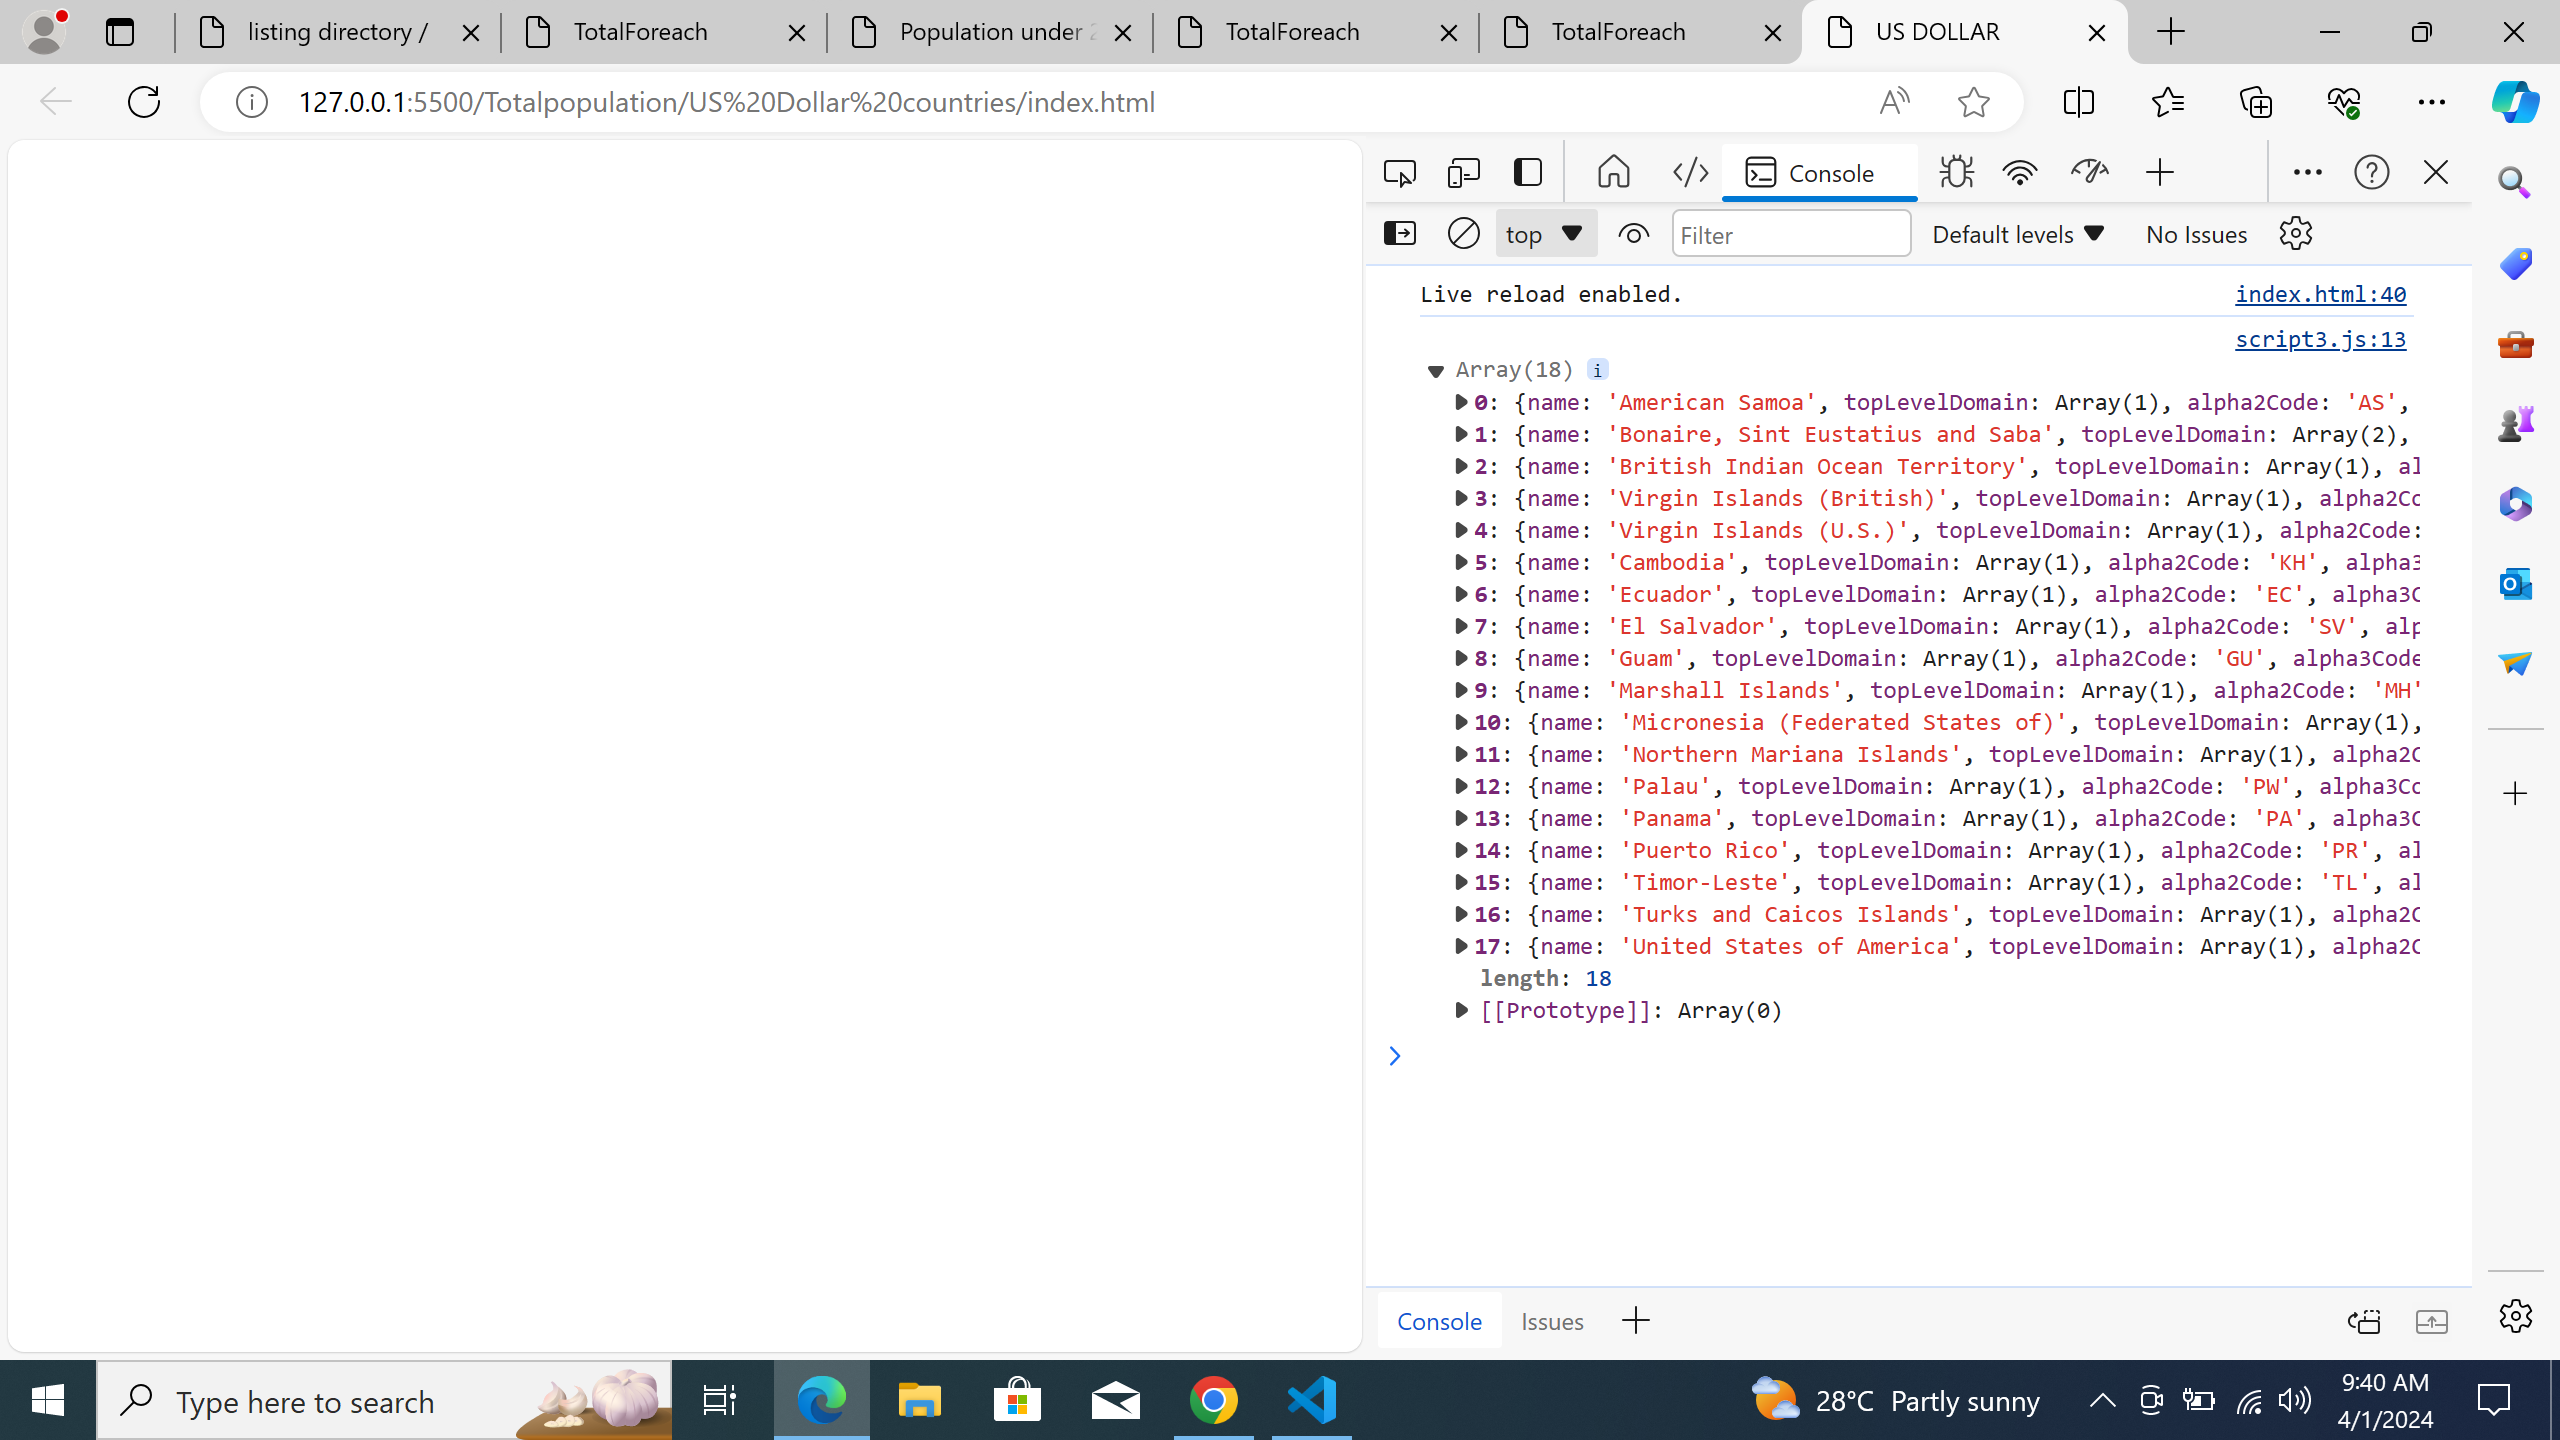 listing directory /
TotalForeach
Population under 2
TotalForeach
TotalForeach
US DOLLAR
127.0.0.1:5500/Totalpopulation/US%20Dollar%20countries/index.html
Console
top
Filter
Default levels
No Issues
Live reload enabled. index.html:40
script3.js:13
Array(18) i
0: {name: 'American Samoa', topLevelDomain: Array(1), alpha2Code: 'AS',
1: {name: 'Bonaire, Sint Eustatius and Saba', topLevelDomain: Array(2),
2: {name: 'British Indian Ocean Territory', topLevelDomain: Array(1), al
3: {name: 'Virgin Islands (British)', topLevelDomain: Array(1), alpha2Co
4: {name: 'Virgin Islands (U.S.)', topLevelDomain: Array(1), alpha2Code:
5: {name: 'Cambodia', topLevelDomain: Array(1), alpha2Code: 'KH', alpha3
6: {name: 'Ecuador', topLevelDomain: Array(1), alpha2Code: 'EC', alpha3C
7: {name: 'El Salvador', topLevelDomain: Array(1), alpha2Code: 'SV', alp
8: {name: 'Guam', topLevelDomain: Array(1), alpha2Code: 'GU', alpha3Code
9: {name: 'Marshall Islands', topLevelDomain: Array(1), alpha2Code: 'MH'
10: {name: 'Micronesia (Federated States of)', topLevelDomain: Array(1),
11: {name: 'Northern Mariana Islands', topLevelDomain: Array(1), alpha2C
12: {name: 'Palau', topLevelDomain: Array(1), alpha2Code: 'PW', alpha3Co
13: {name: 'Panama', topLevelDomain: Array(1), alpha2Code: 'PA', alpha3C
14: {name: 'Puerto Rico', topLevelDomain: Array(1), alpha2Code: 'PR', al
15: {name: 'Timor-Leste', topLevelDomain: Array(1), alpha2Code: 'TL', al
16: {name: 'Turks and Caicos Islands', topLevelDomain: Array(1), alpha2C
17: {name: 'United States of America', topLevelDomain: Array(1), alpha2C
length: 18
[[Prototype]]: Array(0)
Console
Issues
Type here to search
28°C Partly sunny
9:40 AM
4/1/2024